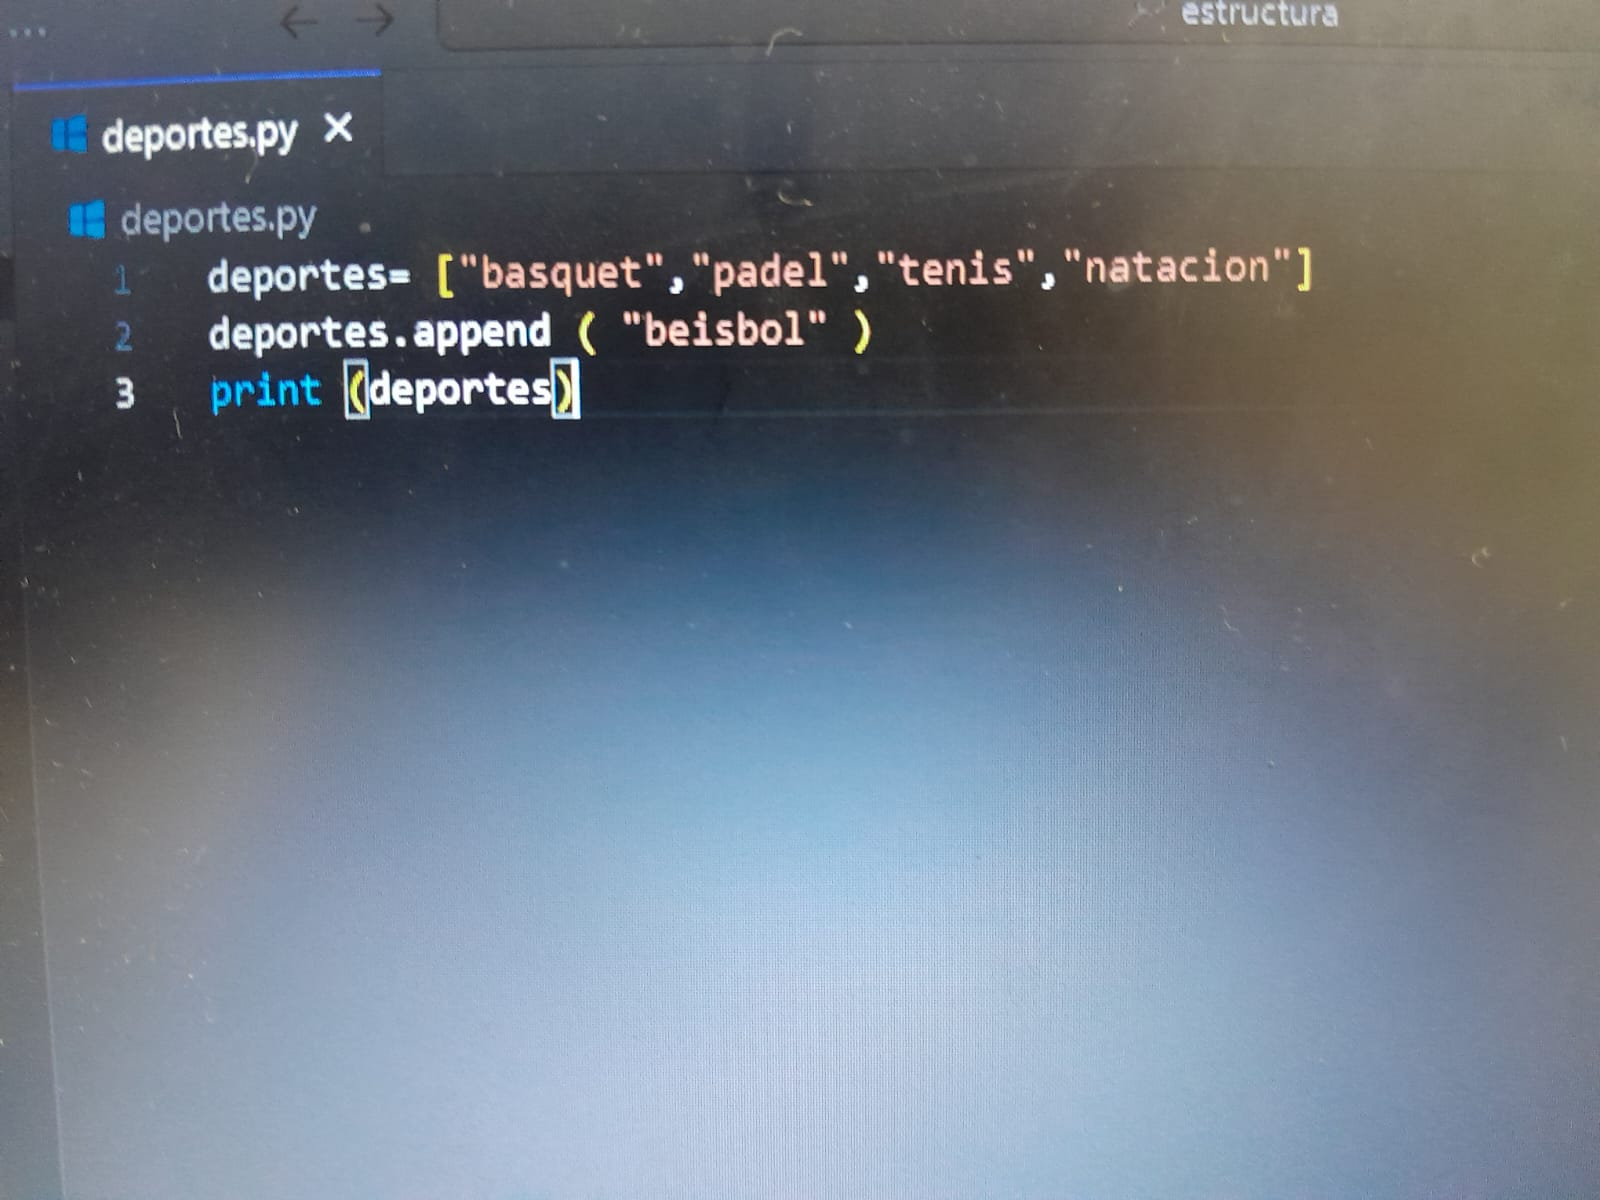 estructura
deportes.py
deportes.py
1 deportes= ["basquet","padel","tenis","natacion"]
2 deportes.append ( "beisbol" )
3 print (deportes)